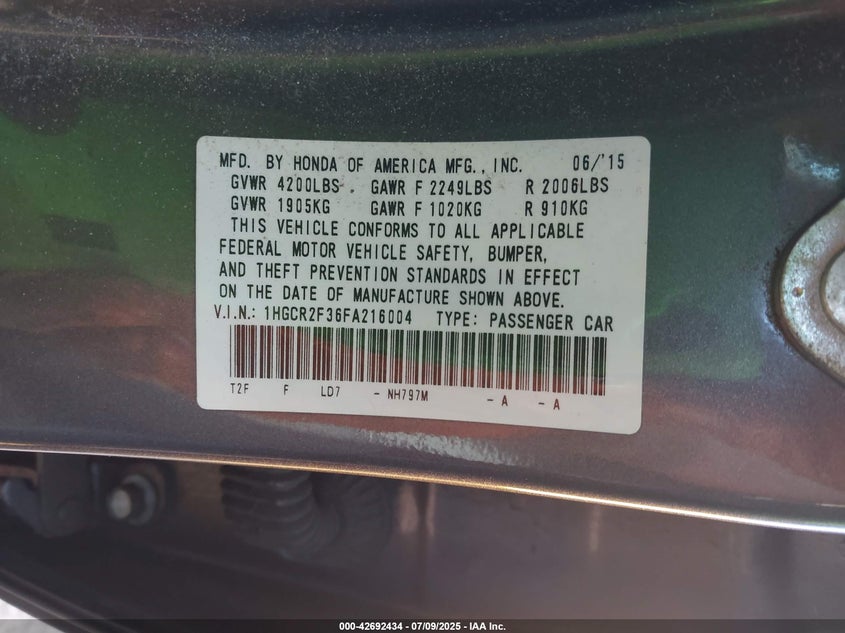 MFD. BY HONDA OF AMERICA MFG., INC. 06/'15
GVWR 4200LBS. GAWR F 2249LBS R 2006LBS
GVWR 1905KG GAWR F 1020KG R 910KG
THIS VEHICLE CONFORMS TO ALL APPLICABLE
FEDERAL MOTOR VEHICLE SAFETY, BUMPER,
AND THEFT PREVENTION STANDARDS IN EFFECT
ON THE DATE OF MANUFACTURE SHOWN ABOVE.
V.I.N.: 1HGCR2F36FA216004 TYPE: PASSENGER CAR
T2F F LD7 - NH797M - A - A
000-42692434 / 07/09/2025 - IAA Inc.